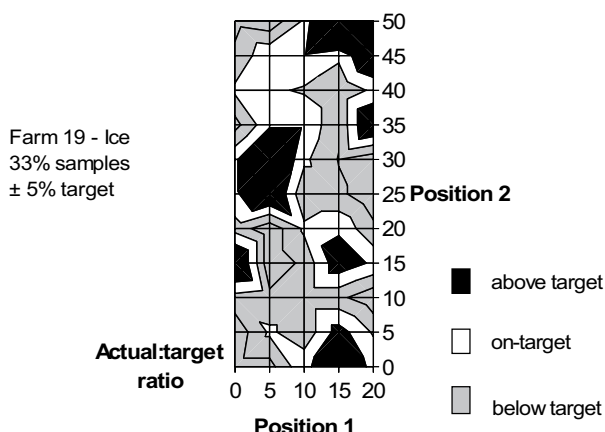 Farm 19 - Ice
33% samples
± 5% target
50
45
40
35
30
25
20
15
10
5
0
Position 2
above target
on-target
below target
Actual:target
ratio
0 5 10 15 20
Position 1